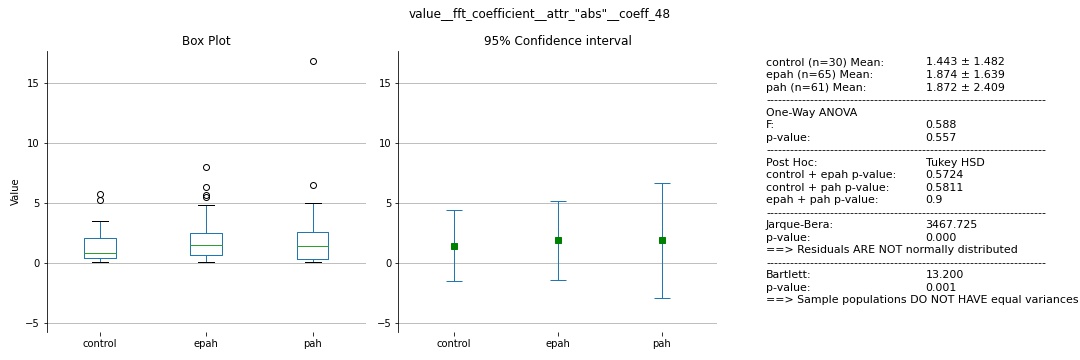 value__fft_coefficient__attr_"abs"__coeff_48
Box Plot
15
10
5
0
−5
Value
control
epah
pah
95% Confidence interval
15
10
5
0
−5
control
epah
pah
control (n=30) Mean: 1.443 ± 1.482
epah (n=65) Mean: 1.874 ± 1.639
pah (n=61) Mean: 1.872 ± 2.409
One-Way ANOVA
F: 0.588
p-value: 0.557
Post Hoc: Tukey HSD
control + epah p-value: 0.5724
control + pah p-value: 0.5811
epah + pah p-value: 0.9
Jarque-Bera: 3467.725
p-value: 0.000
==> Residuals ARE NOT normally distributed
Bartlett: 13.200
p-value: 0.001
==> Sample populations DO NOT HAVE equal variances